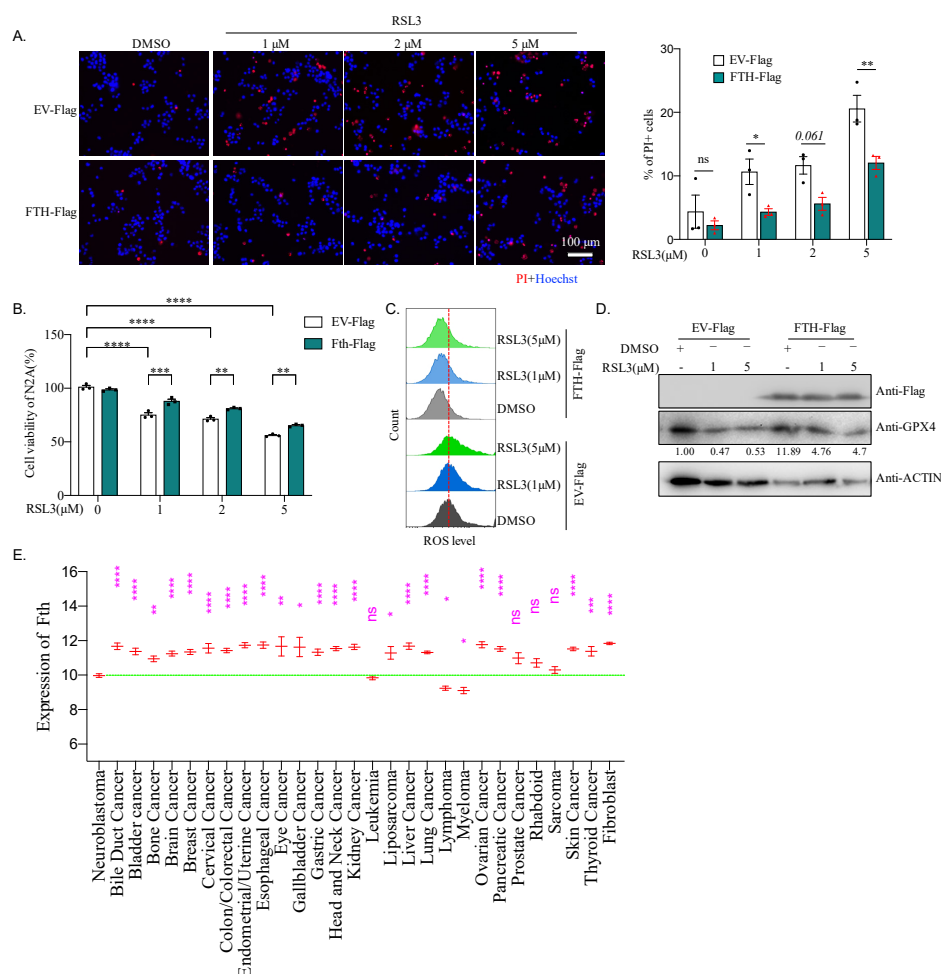 A.
RSL3
DMSO
1 μM
2 μM
5 μM
EV-Flag
FTH-Flag
100 μm
PI+Hoechst
% of PI+ cells
30
20
10
0
EV-Flag
FTH-Flag
ns
*
0.061
**
RSL3(μM)
0 1 2 5
B.
Cell viability of N2A(%)
150
100
50
0
****
****
****
***
**
**
EV-Flag
Fth-Flag
RSL3(μM)
0 1 2 5
C.
Count
RSL3(5μM)
RSL3(1μM)
DMSO
FTH-Flag
RSL3(5μM)
RSL3(1μM)
DMSO
EV-Flag
ROS level
D.
EV-Flag FTH-Flag
DMSO + – – + – –
RSL3(μM) - 1 5 - 1 5
Anti-Flag
Anti-GPX4
1.00 0.47 0.53 11.89 4.76 4.7
Anti-ACTIN
E.
Expression of Fth
16
14
12
10
8
6
**** **** ** **** **** **** **** **** **** ** * **** **** **** ns * **** **** * * **** **** ns ns ns **** *** ****
Neuroblastoma
Bile Duct Cancer
Bladder cancer
Bone Cancer
Brain Cancer
Breast Cancer
Cervical Cancer
Colon/Colorectal Cancer
Endometrial/Uterine Cancer
Esophageal Cancer
Eye Cancer
Gallbladder Cancer
Gastric Cancer
Head and Neck Cancer
Kidney Cancer
Leukemia
Liposarcoma
Liver Cancer
Lung Cancer
Lymphoma
Myeloma
Ovarian Cancer
Pancreatic Cancer
Prostate Cancer
Rhabdoid
Sarcoma
Skin Cancer
Thyroid Cancer
Fibroblast